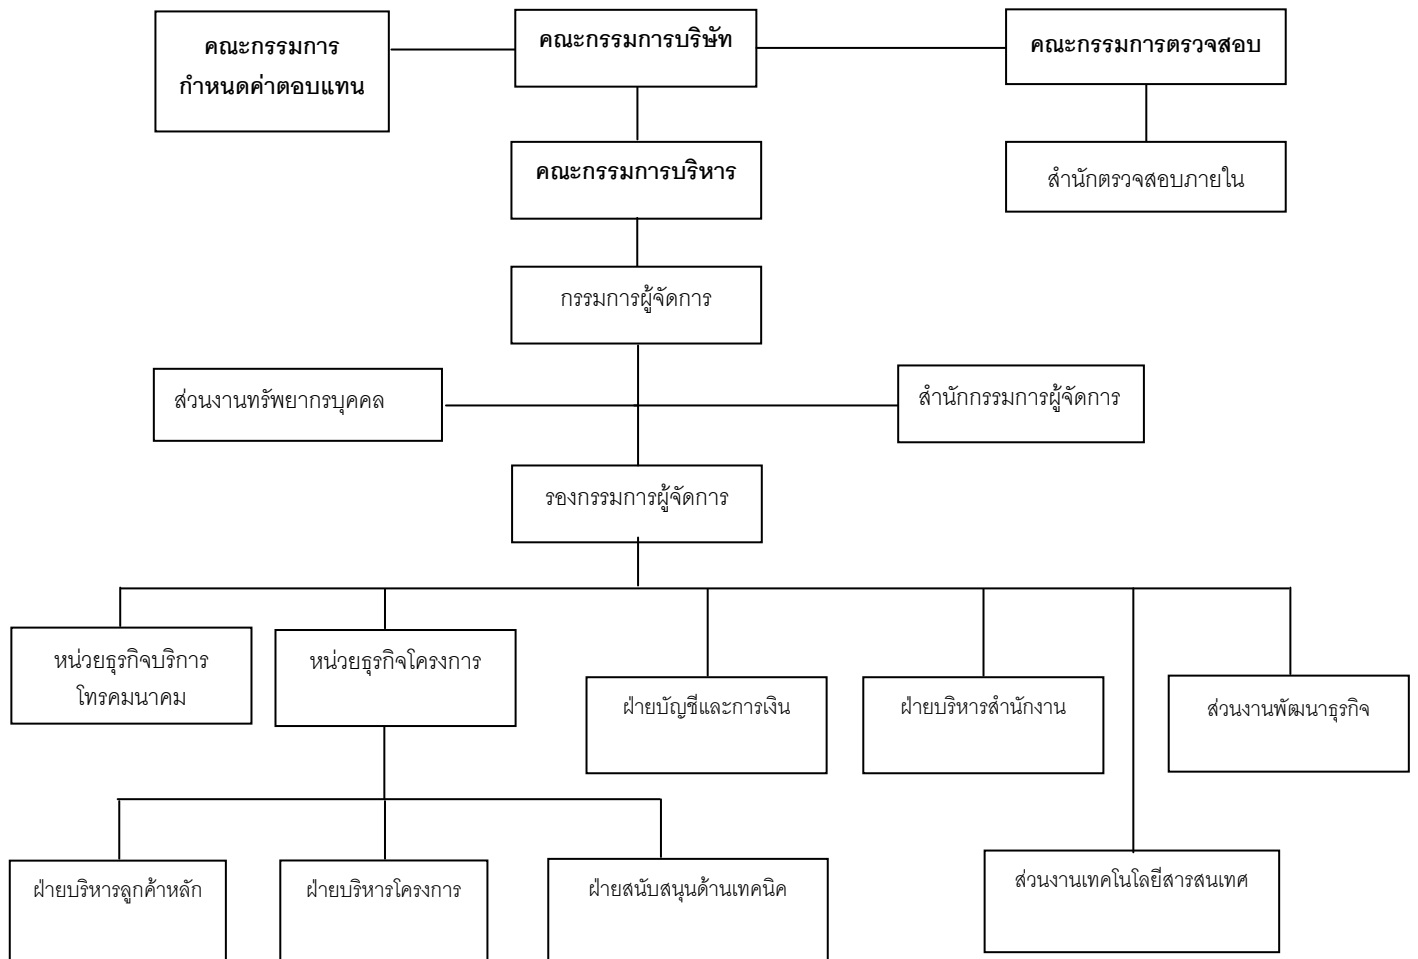 คณะกรรมการ
กำหนดค่าตอบแทน
คณะกรรมการบริษัท
คณะกรรมการตรวจสอบ
คณะกรรมการบริหาร
สำนักตรวจสอบภายใน
กรรมการผู้จัดการ
ส่วนงานทรัพยากรบุคคล
สำนักกรรมการผู้จัดการ
รองกรรมการผู้จัดการ
หน่วยธุรกิจบริการ
โทรคมนาคม
หน่วยธุรกิจโครงการ
ฝ่ายบัญชีและการเงิน
ฝ่ายบริหารสำนักงาน
ส่วนงานพัฒนาธุรกิจ
ฝ่ายบริหารลูกค้าหลัก
ฝ่ายบริหารโครงการ
ฝ่ายสนับสนุนด้านเทคนิค
ส่วนงานเทคโนโลยีสารสนเทศ